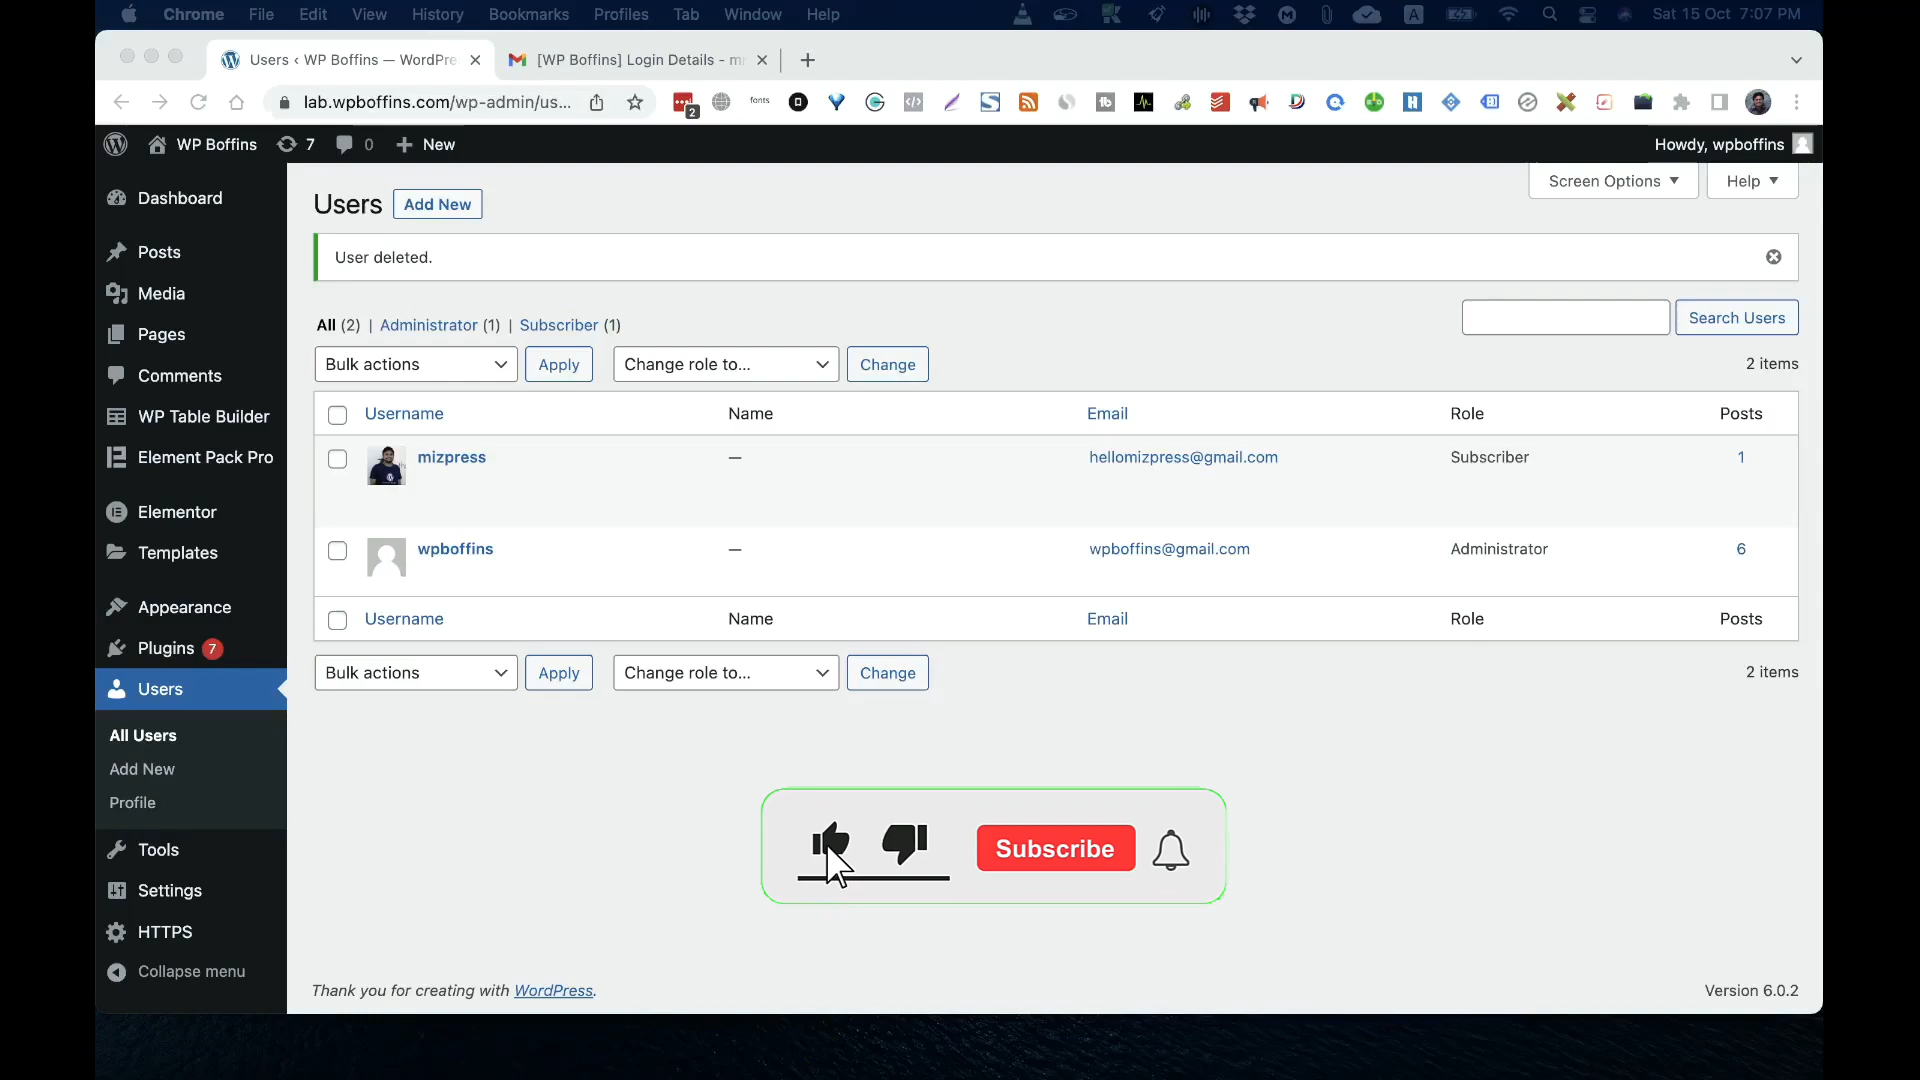 Chrome File Edit View History Bookmarks Profiles Tab Window Help Sat 15 Oct 7:07 PM
Users ‹ WP Boffins — WordPre
[WP Boffins] Login Details - m
lab.wpboffins.com/wp-admin/us...
2
fonts
WP Boffins 7 0 New
Howdy, wpboffins
Dashboard
Posts
Media
Pages
Comments
WP Table Builder
Element Pack Pro
Elementor
Templates
Appearance
Plugins 7
Users
All Users
Add New
Profile
Tools
Settings
HTTPS
Collapse menu
Screen Options
Help
Users Add New
User deleted.
All (2) | Administrator (1) | Subscriber (1)
Search Users
Bulk actions Apply Change role to... Change 2 items
Username Name Email Role Posts
mizpress — hellomizpress@gmail.com Subscriber 1
wpboffins — wpboffins@gmail.com Administrator 6
Username Name Email Role Posts
Bulk actions Apply Change role to... Change 2 items
Subscribe
Thank you for creating with WordPress.
Version 6.0.2